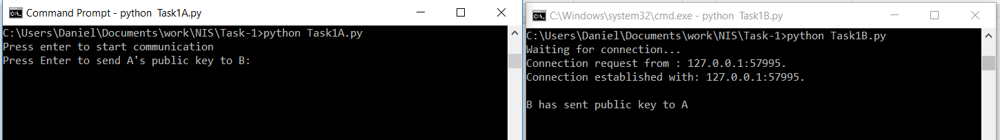 Command Prompt - python  Task1A.py
C:\Users\Daniel\Documents\work\NIS\Task-1>python Task1A.py
Press enter to start communication
Press Enter to send A's public key to B:
C:\Windows\system32\cmd.exe - python  Task1B.py
C:\Users\Daniel\Documents\work\NIS\Task-1>python Task1B.py
Waiting for connection...
Connection request from : 127.0.0.1:57995.
Connection established with: 127.0.0.1:57995.
B has sent public key to A